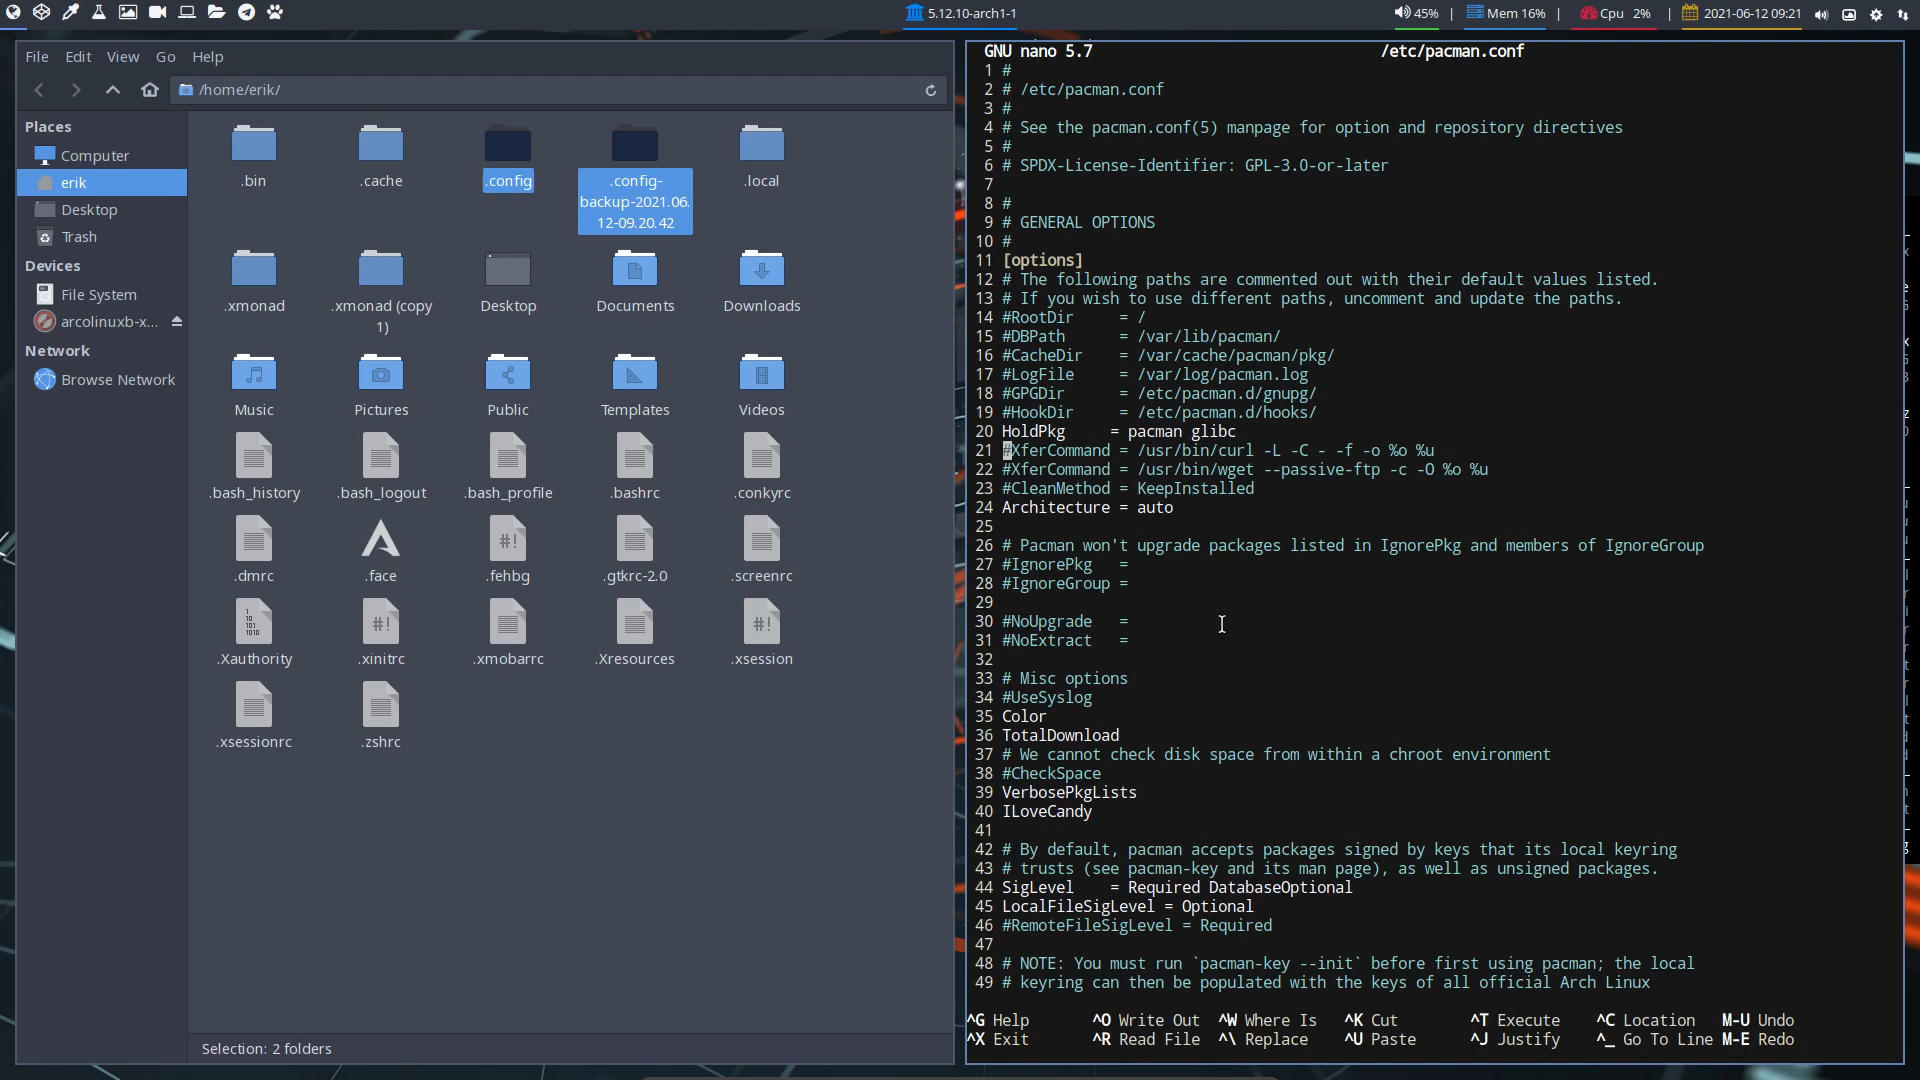 5.12.10-arch1-1
45% | Mem 16% | Cpu 2% | 2021-06-12 09:21
File Edit View Go Help
/home/erik/
Places
Computer
erik
Desktop
Trash
Devices
File System
arcolinuxb-x...
Network
Browse Network
.bin
.cache
.config
.config-
backup-2021.06.
12-09.20.42
.local
.xmonad
.xmonad (copy
1)
Desktop
Documents
Downloads
Music
Pictures
Public
Templates
Videos
.bash_history
.bash_logout
.bash_profile
.bashrc
.conkyrc
.dmrc
.face
.fehbg
.gtkrc-2.0
.screenrc
.Xauthority
.xinitrc
.xmobarrc
.Xresources
.xsession
.xsessionrc
.zshrc
Selection: 2 folders
GNU nano 5.7 /etc/pacman.conf
1 #
2 # /etc/pacman.conf
3 #
4 # See the pacman.conf(5) manpage for option and repository directives
5 #
6 # SPDX-License-Identifier: GPL-3.0-or-later
7
8 #
9 # GENERAL OPTIONS
10 #
11 [options]
12 # The following paths are commented out with their default values listed.
13 # If you wish to use different paths, uncomment and update the paths.
14 #RootDir     = /
15 #DBPath      = /var/lib/pacman/
16 #CacheDir    = /var/cache/pacman/pkg/
17 #LogFile     = /var/log/pacman.log
18 #GPGDir      = /etc/pacman.d/gnupg/
19 #HookDir     = /etc/pacman.d/hooks/
20 HoldPkg     = pacman glibc
21 #XferCommand = /usr/bin/curl -L -C - -f -o %o %u
22 #XferCommand = /usr/bin/wget --passive-ftp -c -O %o %u
23 #CleanMethod = KeepInstalled
24 Architecture = auto
25
26 # Pacman won't upgrade packages listed in IgnorePkg and members of IgnoreGroup
27 #IgnorePkg   =
28 #IgnoreGroup =
29
30 #NoUpgrade   =
31 #NoExtract   =
32
33 # Misc options
34 #UseSyslog
35 Color
36 TotalDownload
37 # We cannot check disk space from within a chroot environment
38 #CheckSpace
39 VerbosePkgLists
40 ILoveCandy
41
42 # By default, pacman accepts packages signed by keys that its local keyring
43 # trusts (see pacman-key and its man page), as well as unsigned packages.
44 SigLevel    = Required DatabaseOptional
45 LocalFileSigLevel = Optional
46 #RemoteFileSigLevel = Required
47
48 # NOTE: You must run `pacman-key --init` before first using pacman; the local
49 # keyring can then be populated with the keys of all official Arch Linux
^G Help ^O Write Out ^W Where Is ^K Cut ^T Execute ^C Location M-U Undo
^X Exit ^R Read File ^\ Replace ^U Paste ^J Justify ^_ Go To Line M-E Redo